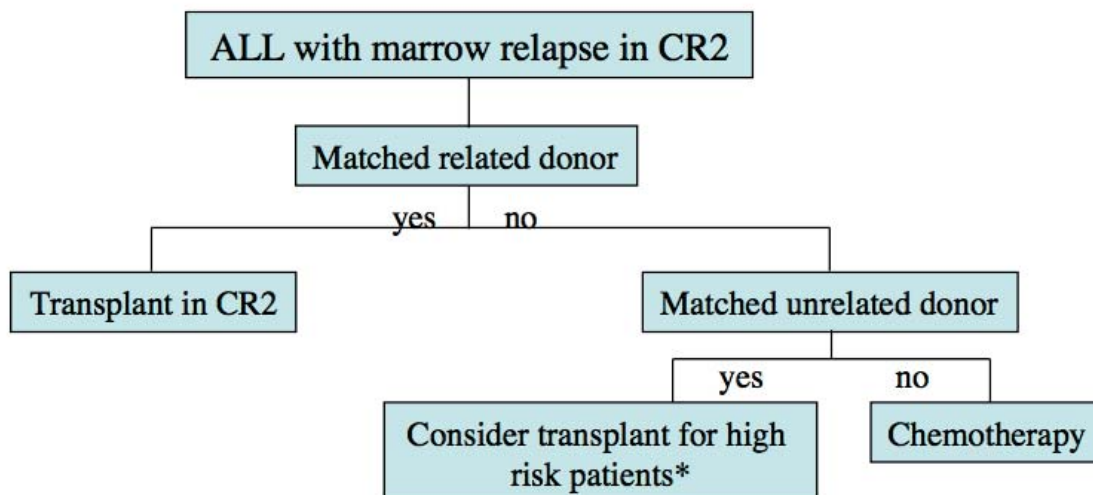 ALL with marrow relapse in CR2
Matched related donor
yes no
Transplant in CR2
Matched unrelated donor
yes no
Consider transplant for high
risk patients*
Chemotherapy